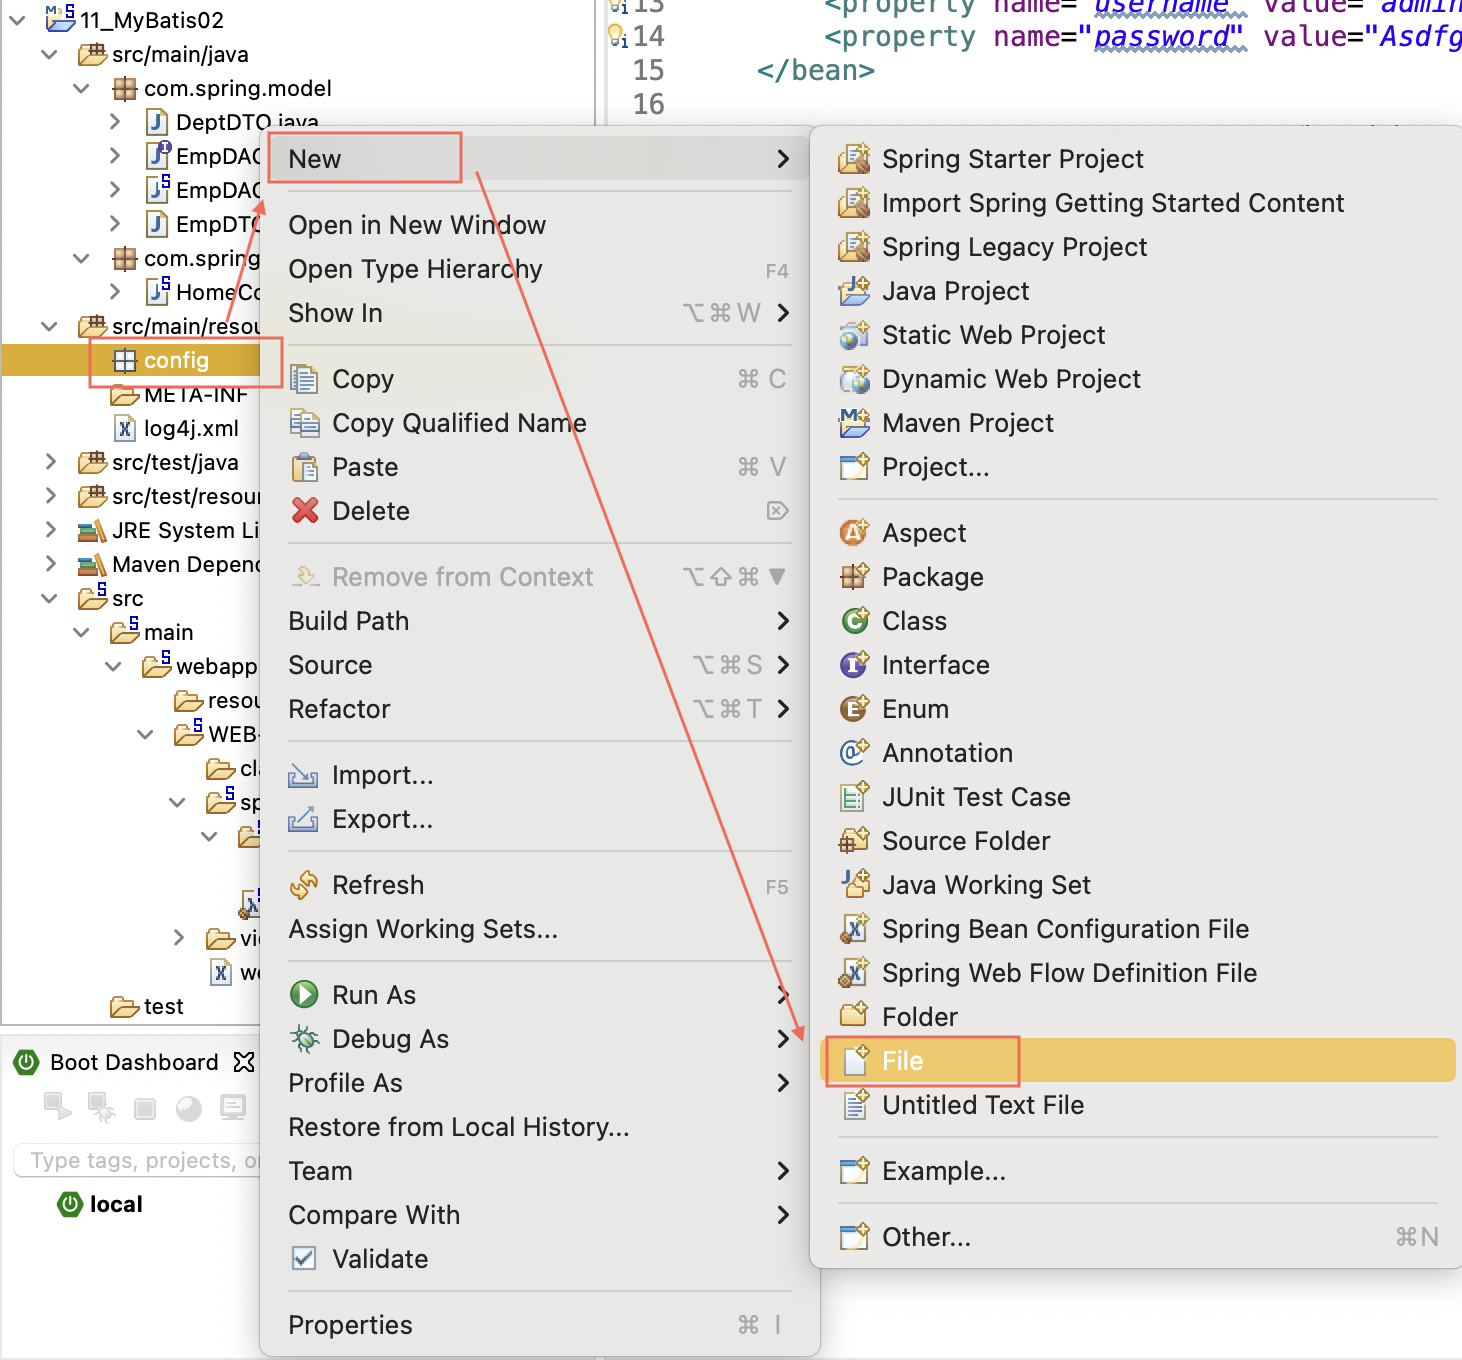 11_MyBatis02
src/main/java
com.spring.model
DeptDTO.java
EmpDAO
EmpDAO
EmpDTO
com.spring
HomeCo
src/main/resou
config
META-INF
log4j.xml
src/test/java
src/test/resour
JRE System Li
Maven Depend
src
main
webapp
resou
WEB-
cla
sp
vie
we
test
Boot Dashboard
Type tags, projects, or
local
13 <property name="username" value="admin
14 <property name="password" value="Asdfg
15 </bean>
16
New
Open in New Window
Open Type Hierarchy F4
Show In ⌥⌘W
Copy ⌘C
Copy Qualified Name
Paste ⌘V
Delete ⌦
Remove from Context ⌥⇧⌘▼
Build Path
Source ⌥⌘S
Refactor ⌥⌘T
Import...
Export...
Refresh F5
Assign Working Sets...
Run As
Debug As
Profile As
Restore from Local History...
Team
Compare With
Validate
Properties ⌘I
Spring Starter Project
Import Spring Getting Started Content
Spring Legacy Project
Java Project
Static Web Project
Dynamic Web Project
Maven Project
Project...
Aspect
Package
Class
Interface
Enum
Annotation
JUnit Test Case
Source Folder
Java Working Set
Spring Bean Configuration File
Spring Web Flow Definition File
Folder
File
Untitled Text File
Example...
Other... ⌘N